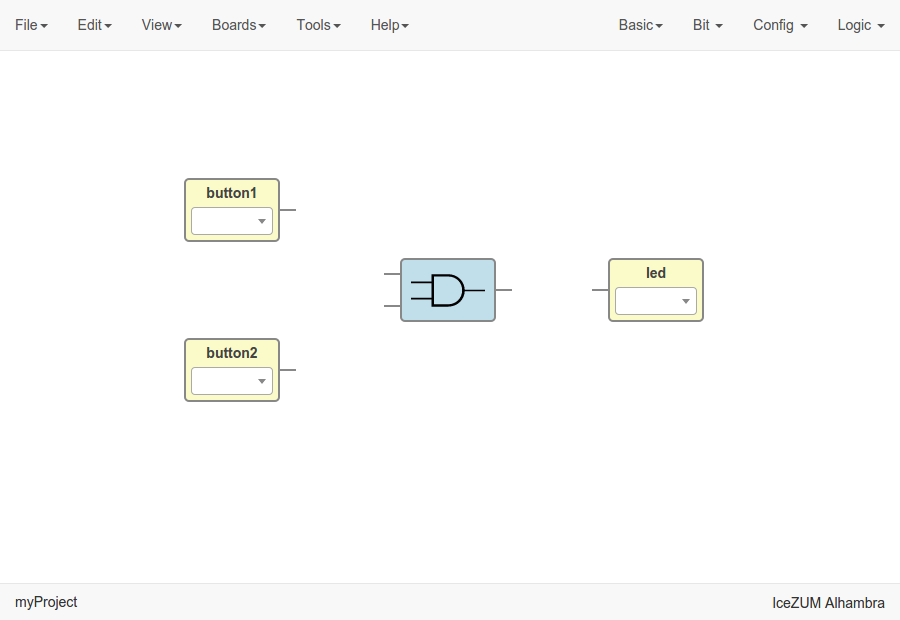 File Edit View Boards Tools Help Basic Bit Config Logic
button1
led
button2
myProject IceZUM Alhambra